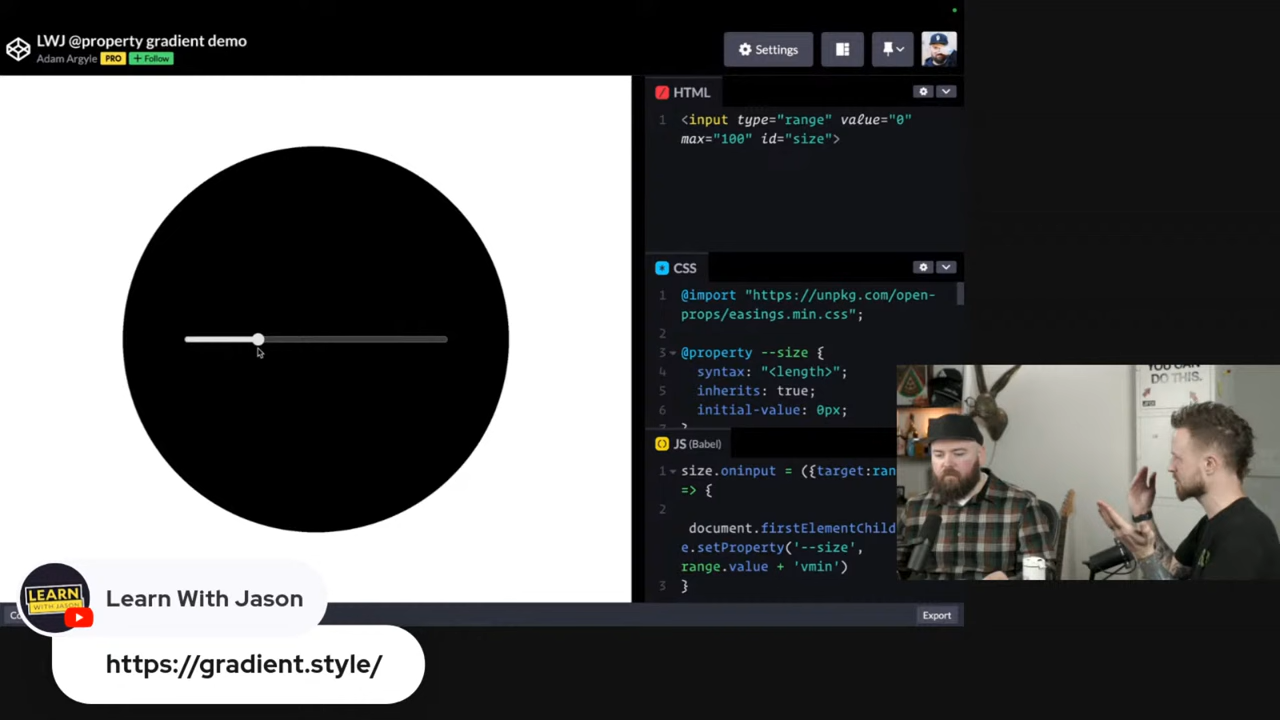 LWJ @property gradient demo
Adam Argyle PRO + Follow
Settings
HTML
1 <input type="range" value="0"
max="100" id="size">
CSS
1 @import "https://unpkg.com/open-
props/easings.min.css";
2
3 @property --size {
4 syntax: "<length>";
5 inherits: true;
6 initial-value: 0px;
JS (Babel)
1 size.oninput = ({target:ran
=> {
2
document.firstElementChild
e.setProperty('--size',
range.value + 'vmin')
3 }
YOU CAN
DO THIS.
LEARN
WITH JASON
Learn With Jason
Co
Export
https://gradient.style/